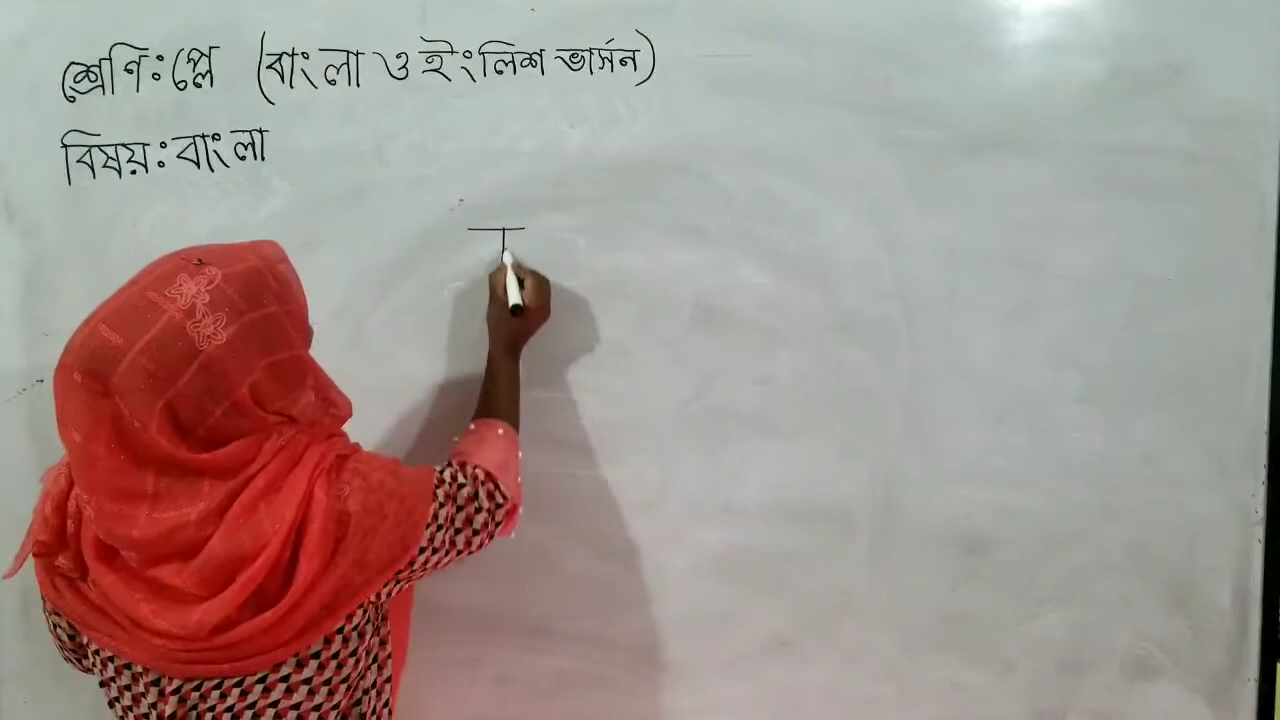 শ্রেণি: প্লে (বাংলা ও ইংলিশ ভার্সন)
বিষয়: বাংলা